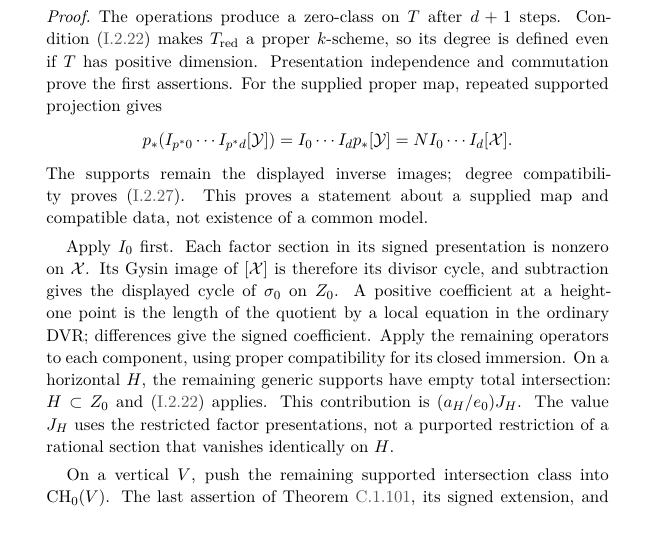 Proof. The operations produce a zero-class on T after d + 1 steps. Con-
dition (I.2.22) makes T_red a proper k-scheme, so its degree is defined even
if T has positive dimension. Presentation independence and commutation
prove the first assertions. For the supplied proper map, repeated supported
projection gives
p_*(I_{p^*0} ⋯ I_{p^*d}[𝒴]) = I_0 ⋯ I_d p_*[𝒴] = N I_0 ⋯ I_d[𝒳].
The supports remain the displayed inverse images; degree compatibili-
ty proves (I.2.27). This proves a statement about a supplied map and
compatible data, not existence of a common model.
Apply I_0 first. Each factor section in its signed presentation is nonzero
on 𝒳. Its Gysin image of [𝒳] is therefore its divisor cycle, and subtraction
gives the displayed cycle of σ_0 on Z_0. A positive coefficient at a height-
one point is the length of the quotient by a local equation in the ordinary
DVR; differences give the signed coefficient. Apply the remaining operators
to each component, using proper compatibility for its closed immersion. On a
horizontal H, the remaining generic supports have empty total intersection:
H ⊂ Z_0 and (I.2.22) applies. This contribution is (a_H/e_0)J_H. The value
J_H uses the restricted factor presentations, not a purported restriction of a
rational section that vanishes identically on H.
On a vertical V, push the remaining supported intersection class into
CH_0(V). The last assertion of Theorem C.1.101, its signed extension, and